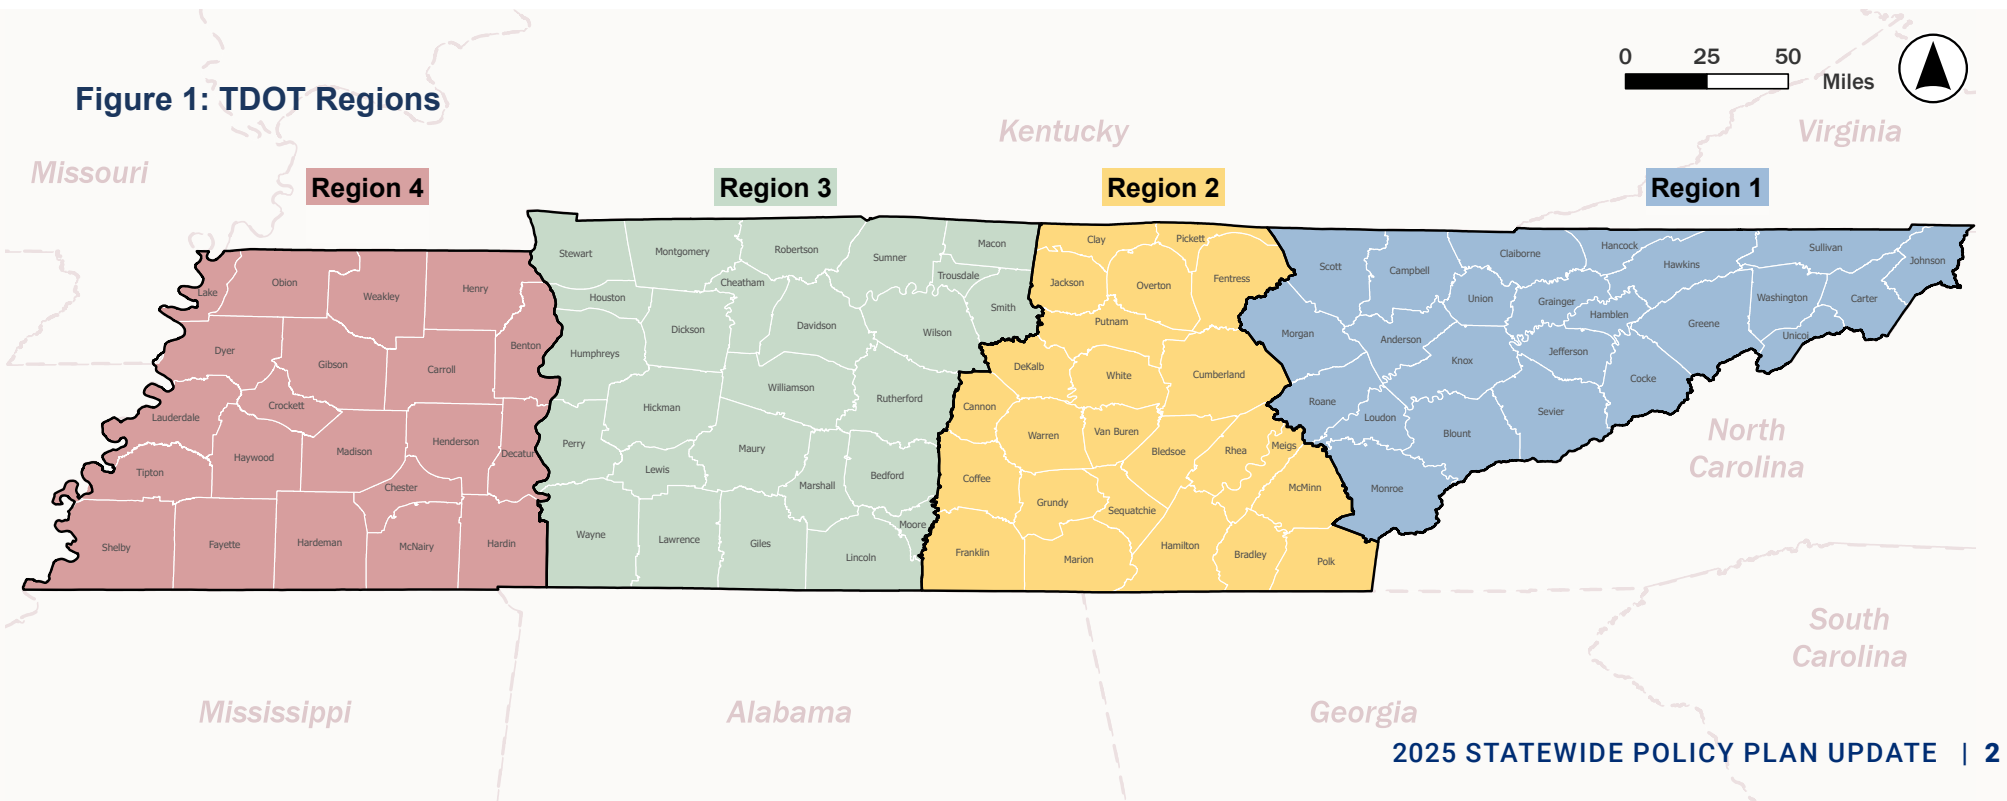 0 25 50
Miles
Figure 1: TDOT Regions
Kentucky
Virginia
Missouri
Region 4
Region 3
Region 2
Region 1
Lake
Obion
Weakley
Henry
Dyer
Gibson
Carroll
Benton
Lauderdale
Crockett
Tipton
Haywood
Madison
Henderson
Decatur
Chester
Shelby
Fayette
Hardeman
McNairy
Hardin
Stewart
Montgomery
Robertson
Sumner
Macon
Cheatham
Trousdale
Houston
Dickson
Davidson
Wilson
Smith
Humphreys
Williamson
Rutherford
Hickman
Perry
Lewis
Maury
Marshall
Bedford
Moore
Wayne
Lawrence
Giles
Lincoln
Clay
Pickett
Jackson
Overton
Fentress
Putnam
DeKalb
White
Cumberland
Cannon
Warren
Van Buren
Bledsoe
Rhea
Meigs
Coffee
Grundy
Sequatchie
McMinn
Franklin
Marion
Hamilton
Bradley
Polk
Scott
Campbell
Claiborne
Hancock
Hawkins
Sullivan
Johnson
Union
Grainger
Hamblen
Greene
Washington
Carter
Unicoi
Morgan
Anderson
Knox
Jefferson
Cocke
Roane
Loudon
Blount
Sevier
Monroe
North
Carolina
South
Carolina
Mississippi
Alabama
Georgia
2025 STATEWIDE POLICY PLAN UPDATE | 2